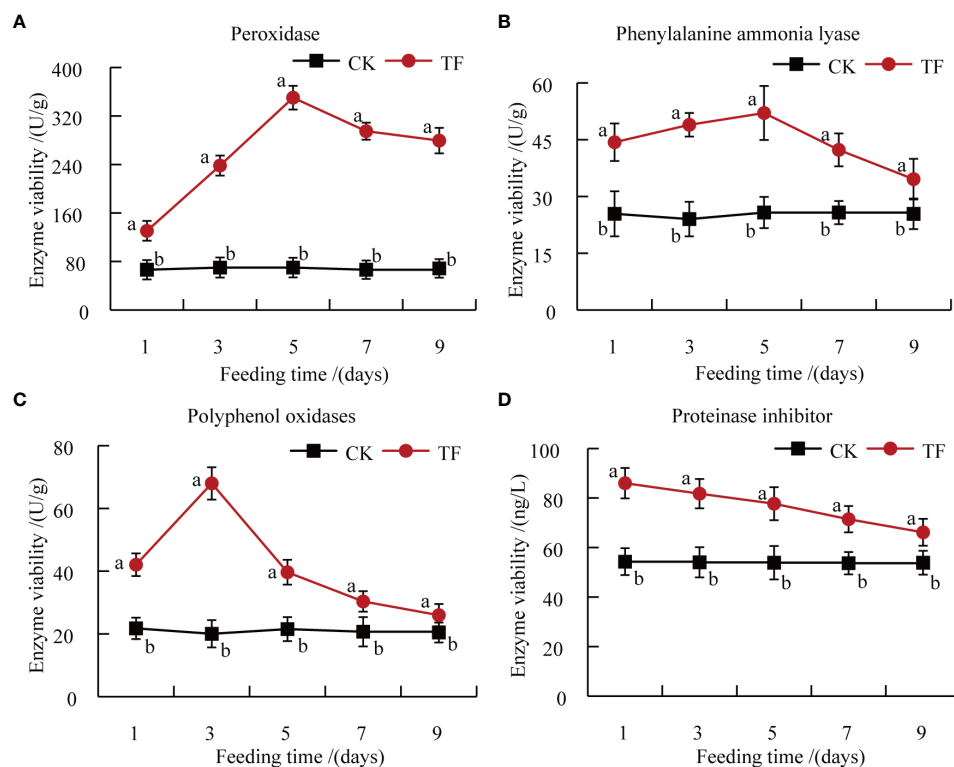 A
Peroxidase
CK TF
Enzyme viability /(U/g)
400
320
240
160
80
0
a a a a a
b b b b b
1 3 5 7 9
Feeding time /(days)
B
Phenylalanine ammonia lyase
CK TF
Enzyme viability /(U/g)
60
45
30
15
0
a a a a a
b b b b b
1 3 5 7 9
Feeding time /(days)
C
Polyphenol oxidases
CK TF
Enzyme viability /(U/g)
80
60
40
20
0
a a a a a
b b b b b
1 3 5 7 9
Feeding time /(days)
D
Proteinase inhibitor
CK TF
Enzyme viability /(ng/L)
100
80
60
40
20
0
a a a a a
b b b b b
1 3 5 7 9
Feeding time /(days)